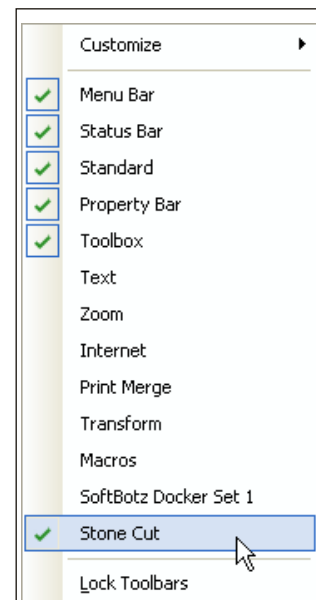 Customize
Menu Bar
Status Bar
Standard
Property Bar
Toolbox
Text
Zoom
Internet
Print Merge
Transform
Macros
SoftBotz Docker Set 1
Stone Cut
Lock Toolbars